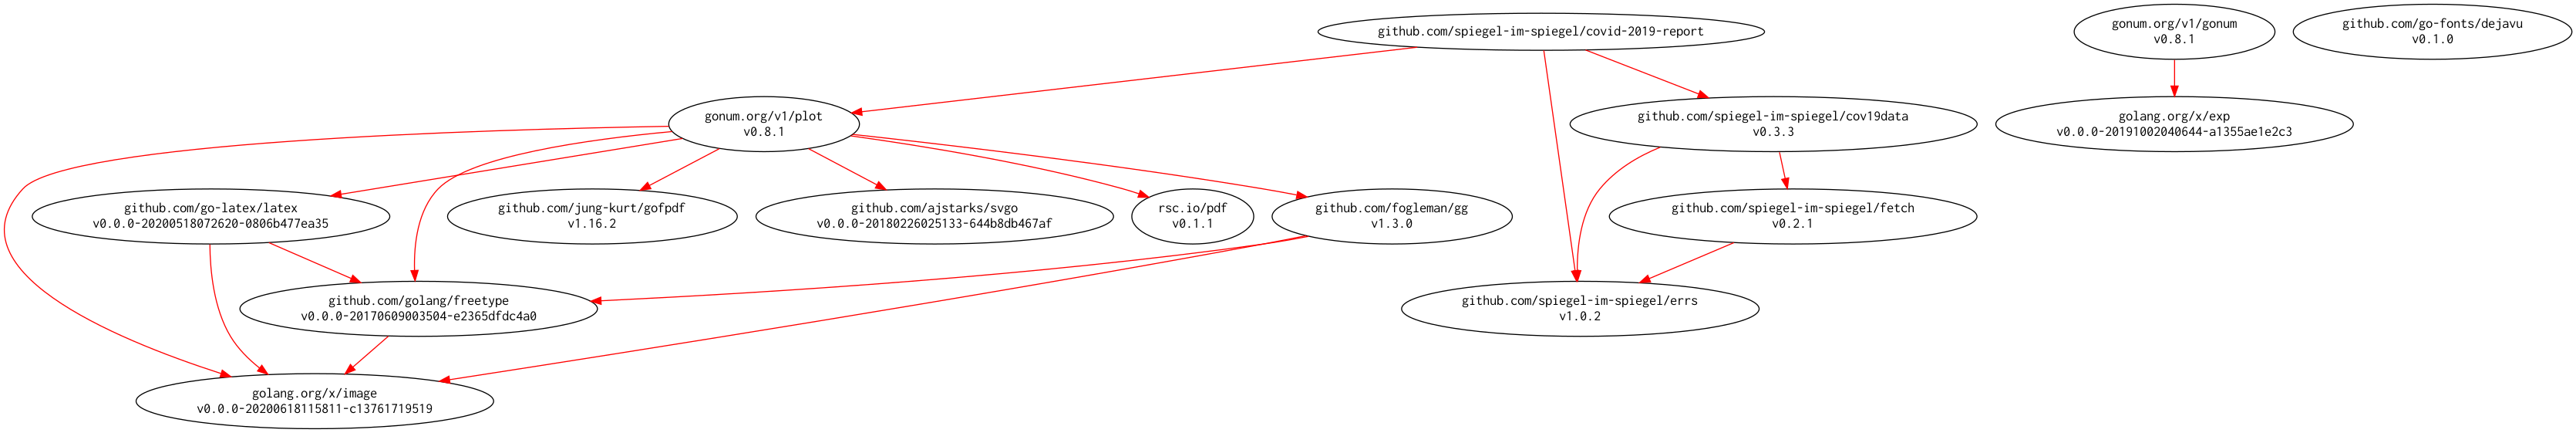 github.com/spiegel-im-spiegel/covid-2019-report
gonum.org/v1/gonum
v0.8.1
github.com/go-fonts/dejavu
v0.1.0
gonum.org/v1/plot
v0.8.1
github.com/spiegel-im-spiegel/cov19data
v0.3.3
golang.org/x/exp
v0.0.0-20191002040644-a1355ae1e2c3
github.com/go-latex/latex
v0.0.0-20200518072620-0806b477ea35
github.com/jung-kurt/gofpdf
v1.16.2
github.com/ajstarks/svgo
v0.0.0-20180226025133-644b8db467af
rsc.io/pdf
v0.1.1
github.com/fogleman/gg
v1.3.0
github.com/spiegel-im-spiegel/fetch
v0.2.1
github.com/golang/freetype
v0.0.0-20170609003504-e2365dfdc4a0
github.com/spiegel-im-spiegel/errs
v1.0.2
golang.org/x/image
v0.0.0-20200618115811-c13761719519